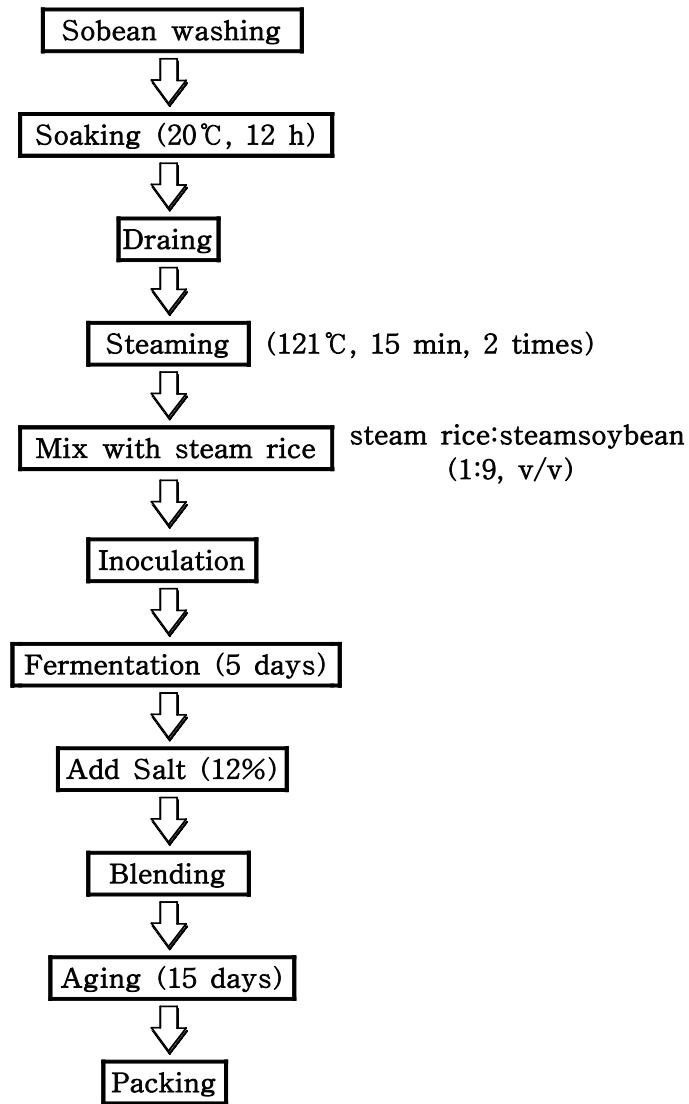 Sobean washing
Soaking (20℃, 12 h)
Draing
Steaming (121℃, 15 min, 2 times)
Mix with steam rice
steam rice:steamsoybean
(1:9, v/v)
Inoculation
Fermentation (5 days)
Add Salt (12%)
Blending
Aging (15 days)
Packing